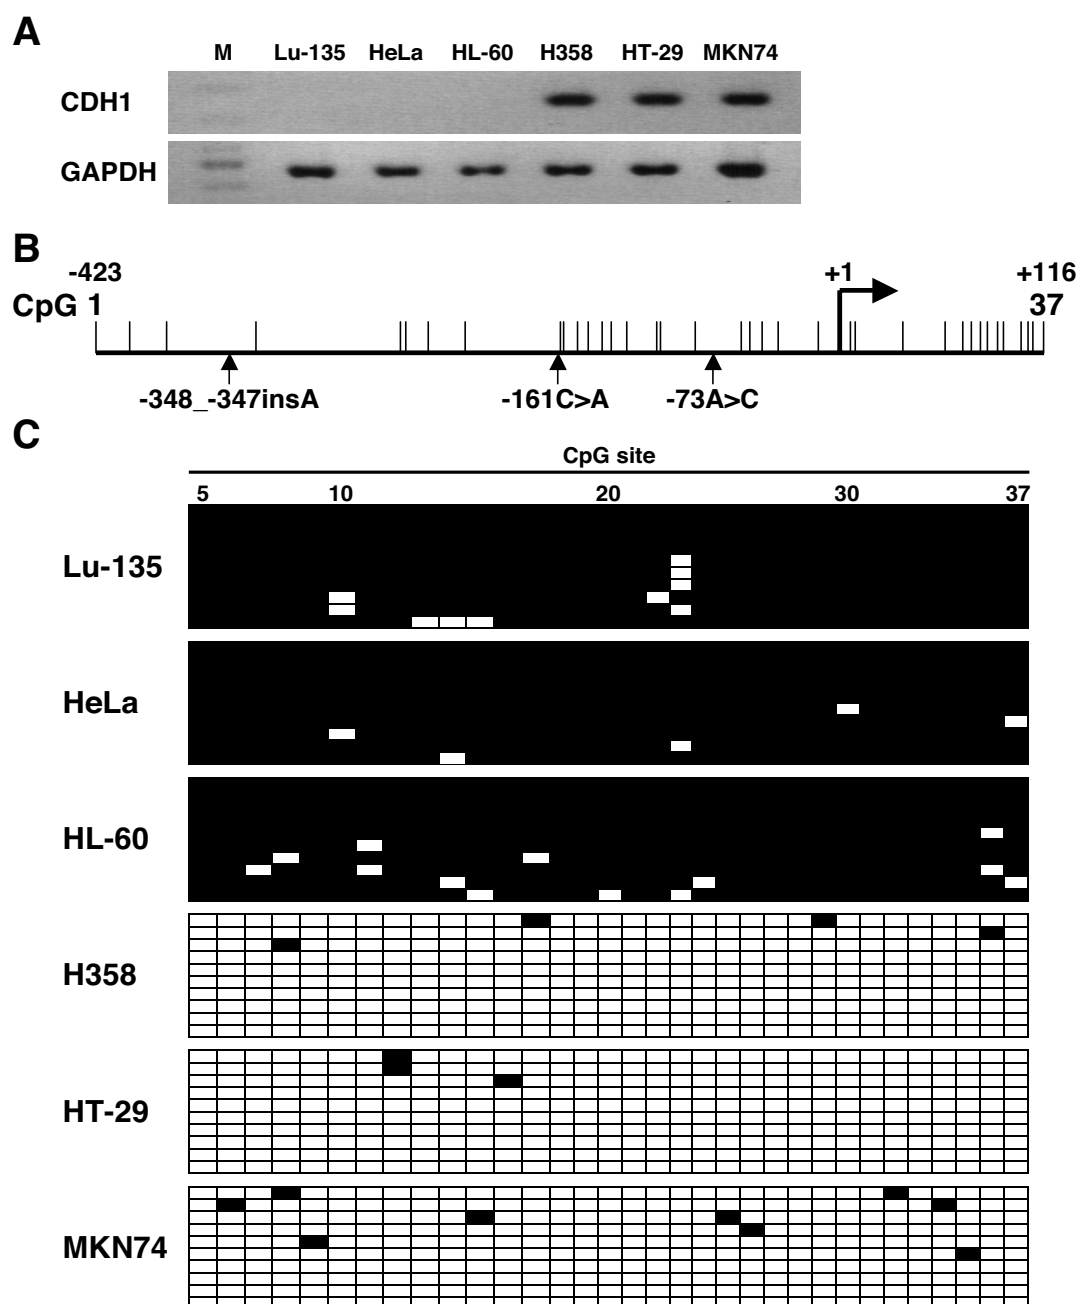 A
M Lu-135 HeLa HL-60 H358 HT-29 MKN74
CDH1
GAPDH
B
-423 +1 +116
CpG 1 37
-348_-347insA -161C>A -73A>C
C
CpG site
5 10 20 30 37
Lu-135
HeLa
HL-60
H358
HT-29
MKN74